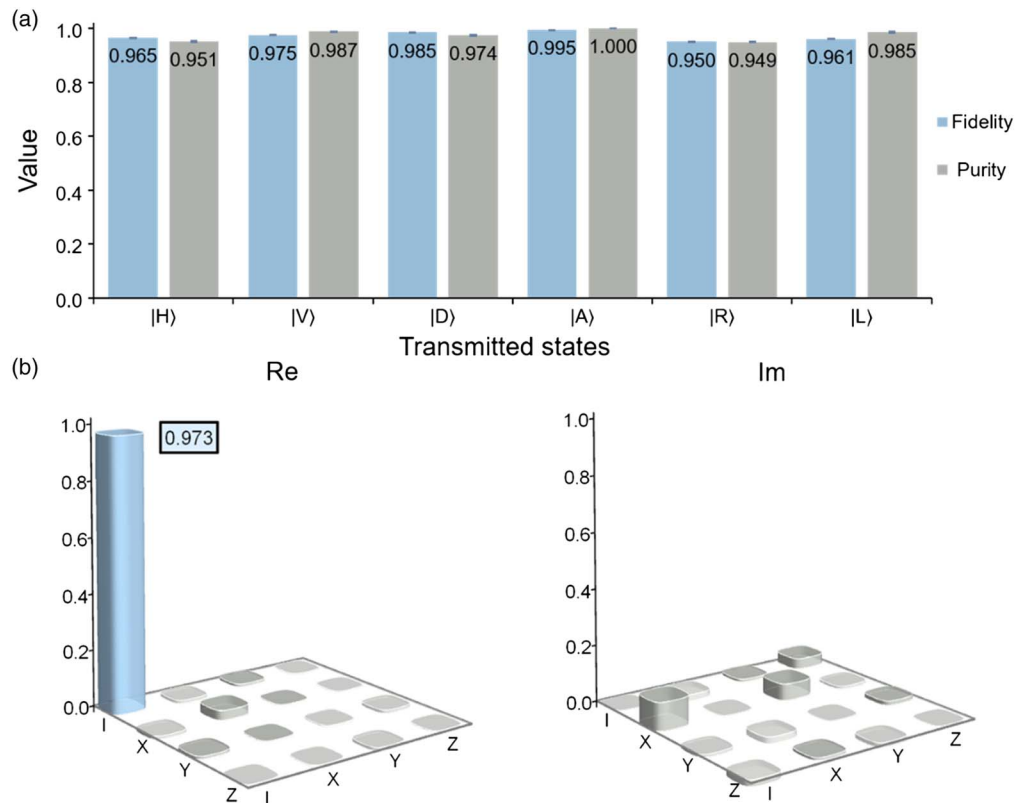 (a)
1.0
0.8
0.6
0.4
0.2
0.0
Value
0.965 0.951 0.975 0.987 0.985 0.974 0.995 1.000 0.950 0.949 0.961 0.985
Fidelity
Purity
|H⟩ |V⟩ |D⟩ |A⟩ |R⟩ |L⟩
Transmitted states
(b)
Re
1.0
0.8
0.6
0.4
0.2
0.0
0.973
I X Y Z
I X Y Z
Im
1.0
0.8
0.6
0.4
0.2
0.0
I X Y Z
I X Y Z